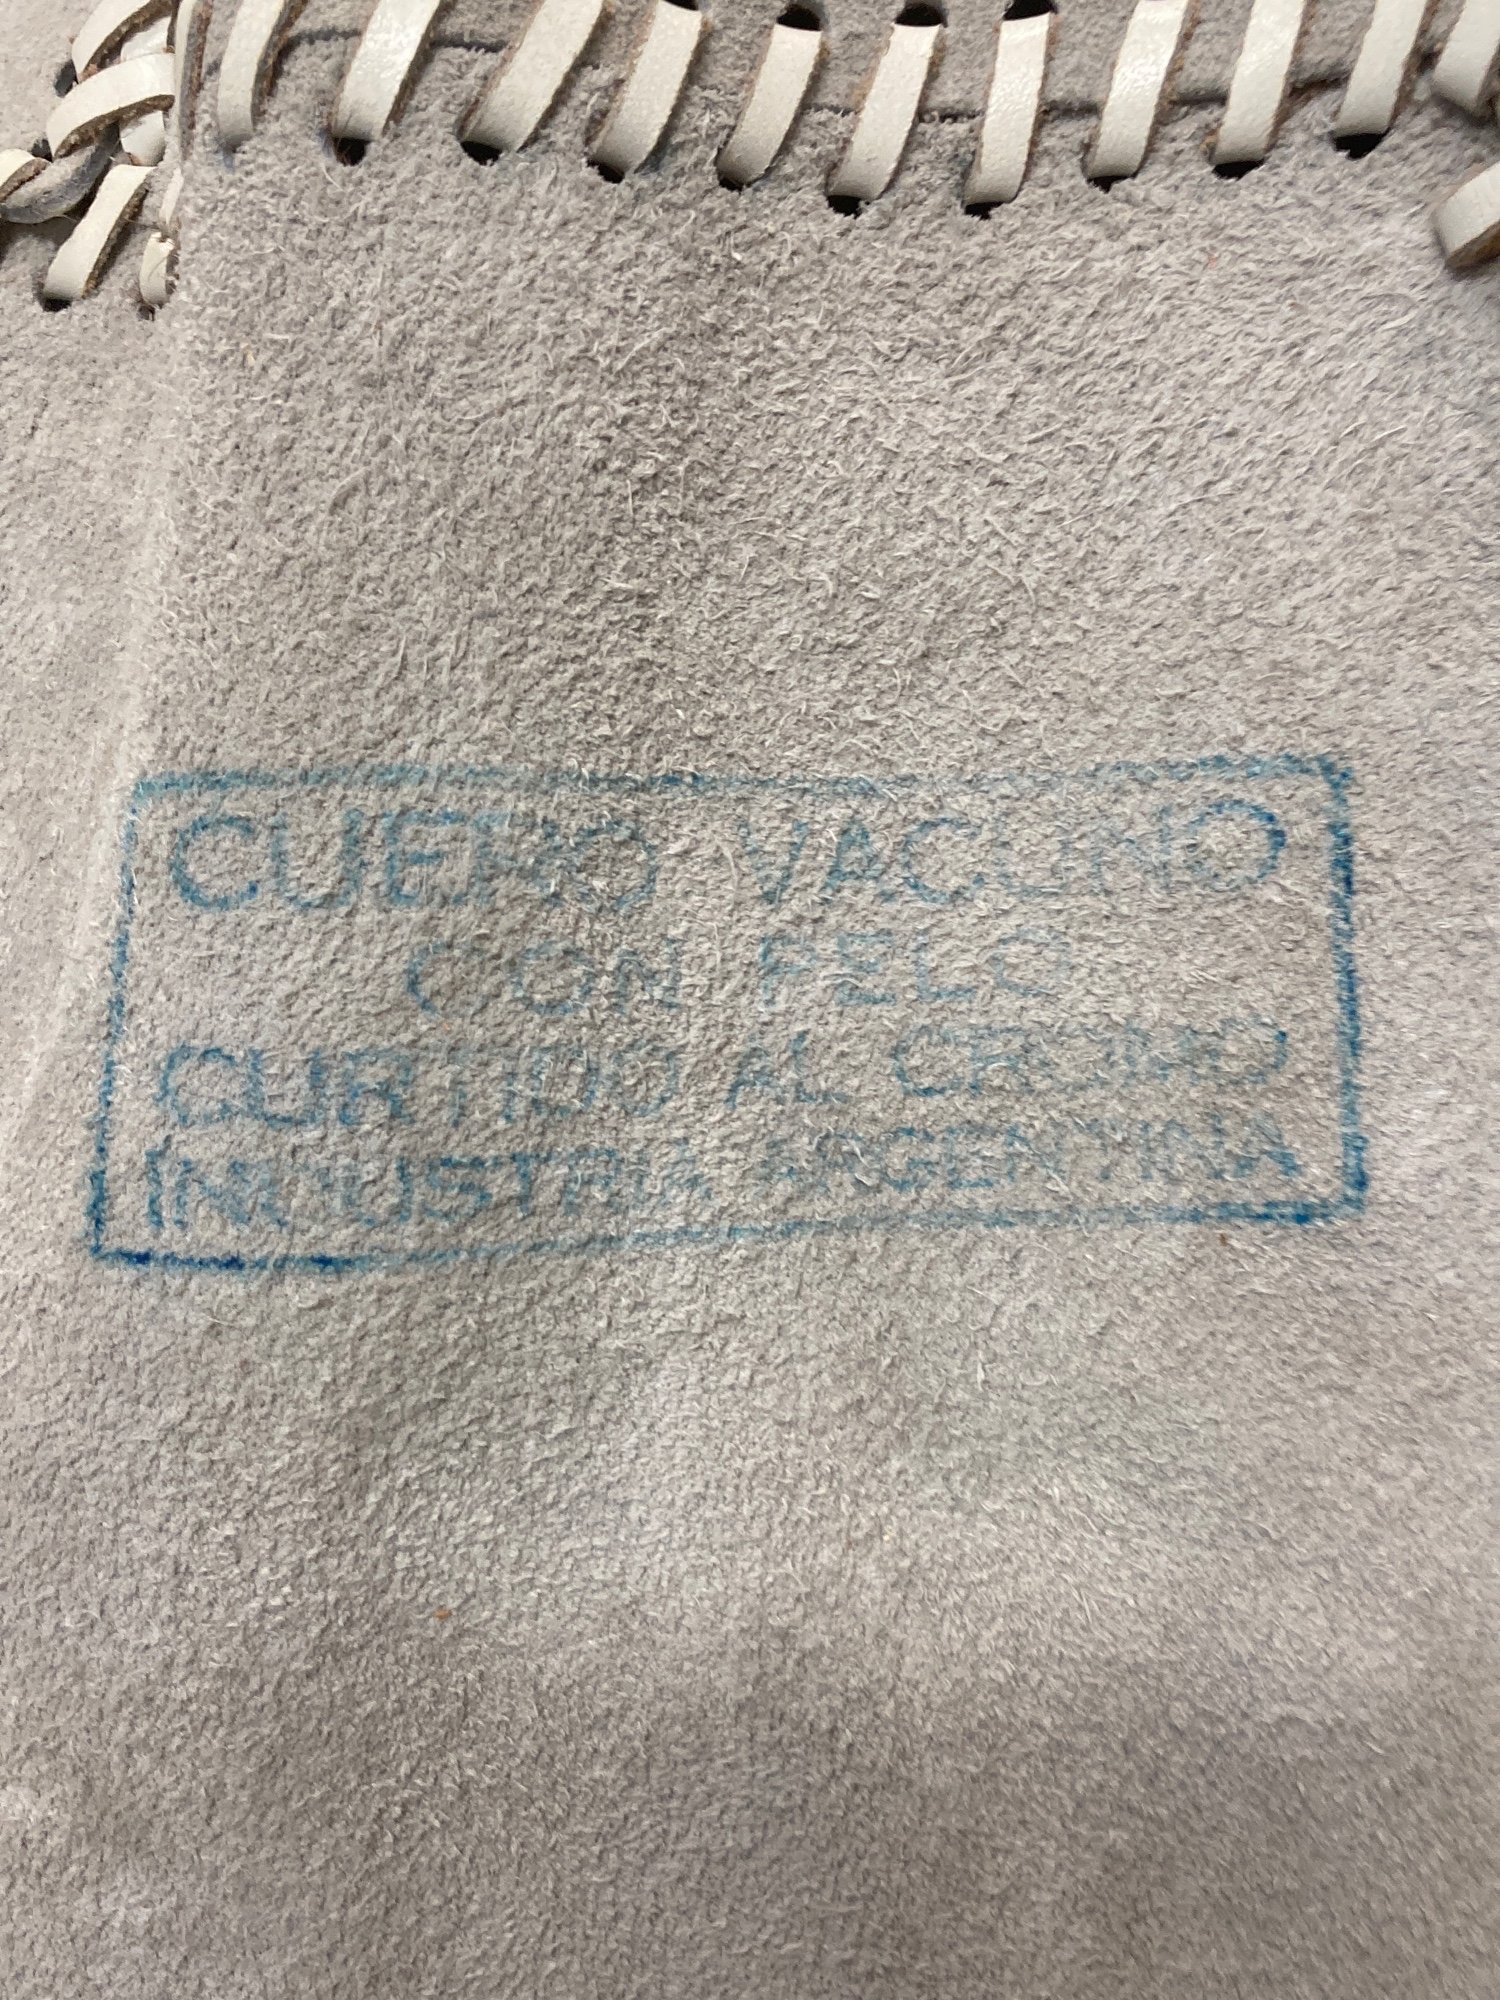 CUERO VACUNO
CON PELO
CURTIDO AL CROMO
INDUSTRIA ARGENTINA